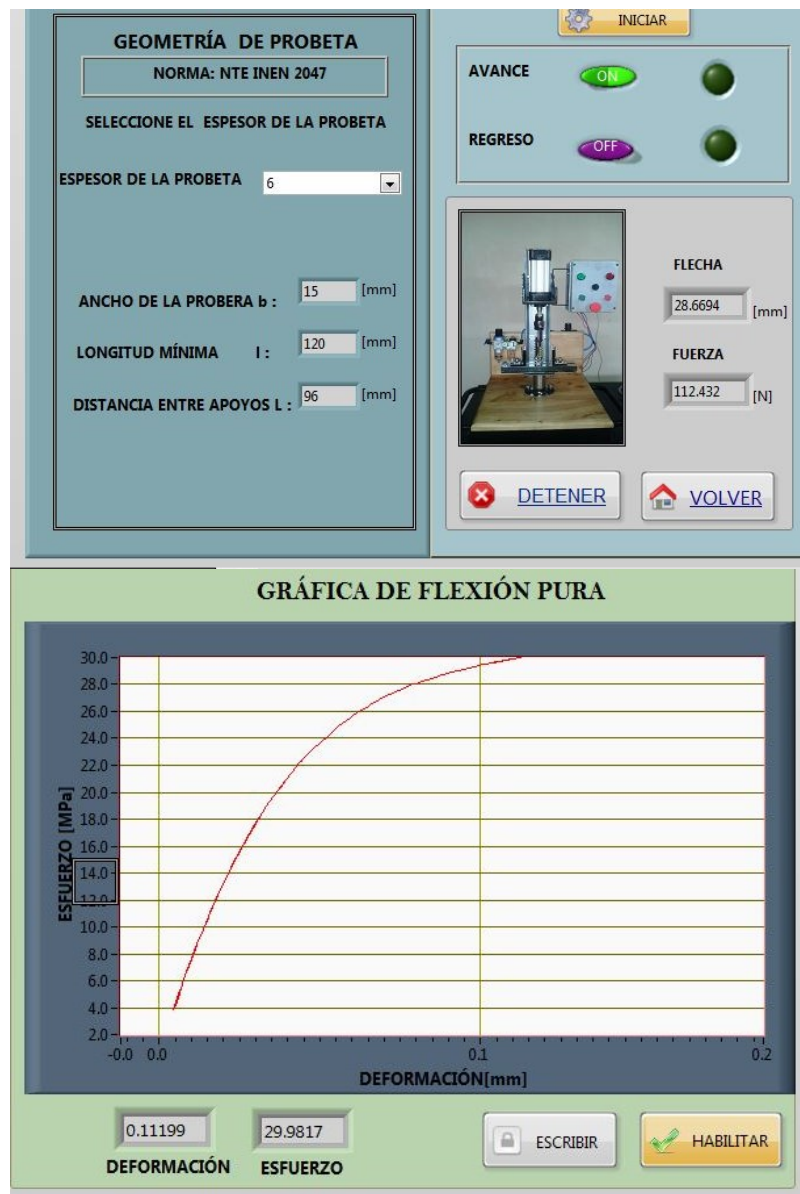 GEOMETRÍA DE PROBETA
NORMA: NTE INEN 2047
SELECCIONE EL ESPESOR DE LA PROBETA
ESPESOR DE LA PROBETA 6
ANCHO DE LA PROBERA b : 15 [mm]
LONGITUD MÍNIMA l : 120 [mm]
DISTANCIA ENTRE APOYOS L : 96 [mm]
INICIAR
AVANCE ON
REGRESO OFF
FLECHA
28.6694 [mm]
FUERZA
112.432 [N]
DETENER VOLVER
GRÁFICA DE FLEXIÓN PURA
ESFUERZO [MPa]
30.0
28.0
26.0
24.0
22.0
20.0
18.0
16.0
14.0
12.0
10.0
8.0
6.0
4.0
2.0
-0.0 0.0 0.1 0.2
DEFORMACIÓN[mm]
0.11199 29.9817
DEFORMACIÓN ESFUERZO
ESCRIBIR HABILITAR